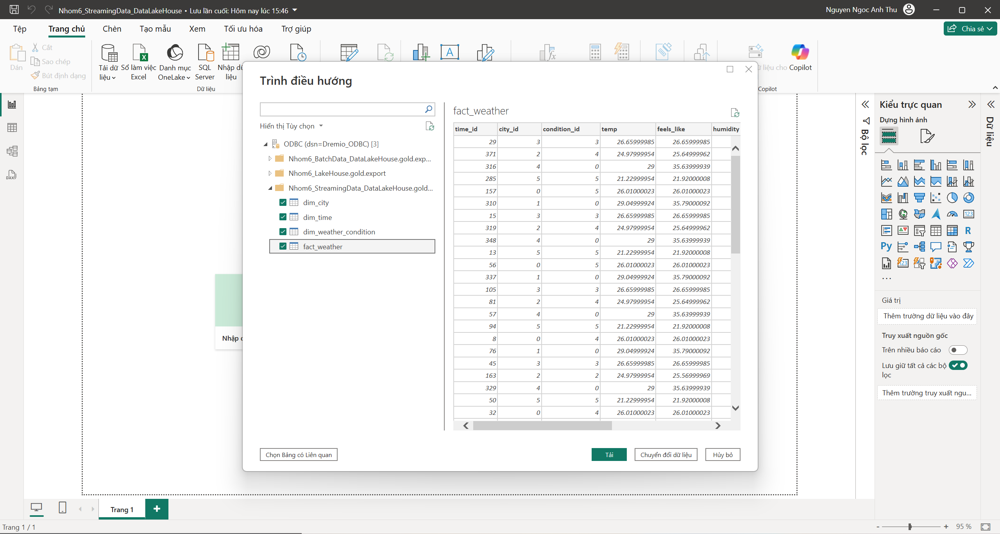 Nhom6_StreamingData_DataLakeHouse • Lưu lần cuối: Hôm nay lúc 15:46
Nguyen Ngoc Anh Thu
Tệp Trang chủ Chèn Tạo mẫu Xem Tối ưu hóa Trợ giúp
Chia sẻ
Dán
Cắt
Sao chép
Bút định dạng
Bảng tạm
Tải dữ liệu
Sổ làm việc Excel
Danh mục OneLake
SQL Server
Nhập dữ liệu
Dữ liệu
liệu cho
Copilot
Copilot
Trình điều hướng
Hiển thị Tùy chọn
ODBC (dsn=Dremio_ODBC) [3]
Nhom6_BatchData_DataLakeHouse.gold.exp...
Nhom6_LakeHouse.gold.export
Nhom6_StreamingData_DataLakeHouse.gold...
dim_city
dim_time
dim_weather_condition
fact_weather
fact_weather
time_id city_id condition_id temp feels_like humidity
29 3 3 26.65999985 26.65999985
371 2 4 24.97999954 25.64999962
316 4 0 29 35.63999939
285 5 5 21.22999954 21.92000008
157 0 5 26.01000023 26.01000023
310 1 0 29.04999924 35.79000092
15 3 3 26.65999985 26.65999985
319 2 4 24.97999954 25.64999962
348 4 0 29 35.63999939
13 5 5 21.22999954 21.92000008
56 0 5 26.01000023 26.01000023
337 1 0 29.04999924 35.79000092
105 3 3 26.65999985 26.65999985
81 2 4 24.97999954 25.64999962
57 4 0 29 35.63999939
94 5 5 21.22999954 21.92000008
8 0 4 26.01000023 26.01000023
76 1 0 29.04999924 35.79000092
45 3 3 26.65999985 26.65999985
163 2 2 24.97999954 25.56999969
329 4 0 29 35.63999939
50 5 5 21.22999954 21.92000008
32 0 4 26.01000023 26.01000023
Chọn Bảng có Liên quan
Tải
Chuyển đổi dữ liệu
Hủy bỏ
Nhập
Bộ lọc
Kiểu trực quan
Dựng hình ảnh
Dữ liệu
DAX
123
R
Py
123
Giá trị
Thêm trường dữ liệu vào đây
Truy xuất nguồn gốc
Trên nhiều báo cáo
Lưu giữ tất cả các bộ
lọc
Thêm trường truy xuất ngu...
Trang 1
Trang 1 / 1
95 %